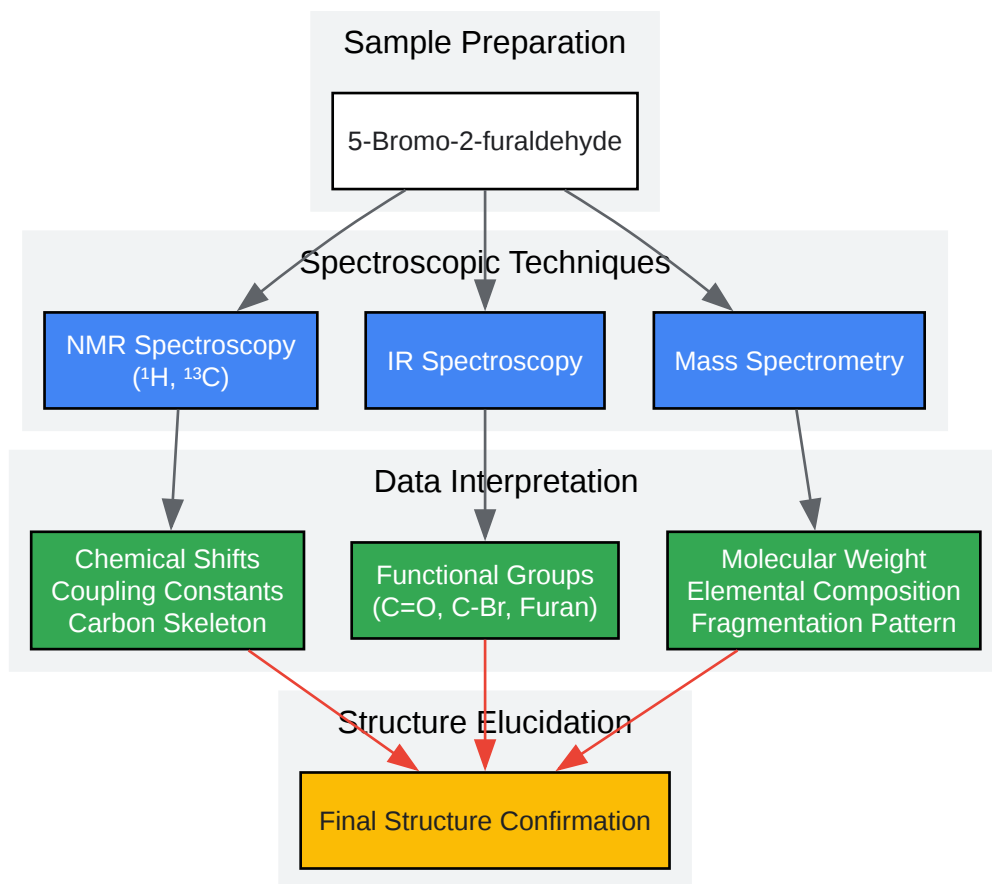 Sample Preparation
5-Bromo-2-furaldehyde
Spectroscopic Techniques
NMR Spectroscopy
(¹H, ¹³C)
IR Spectroscopy
Mass Spectrometry
Data Interpretation
Chemical Shifts
Coupling Constants
Carbon Skeleton
Functional Groups
(C=O, C-Br, Furan)
Molecular Weight
Elemental Composition
Fragmentation Pattern
Structure Elucidation
Final Structure Confirmation